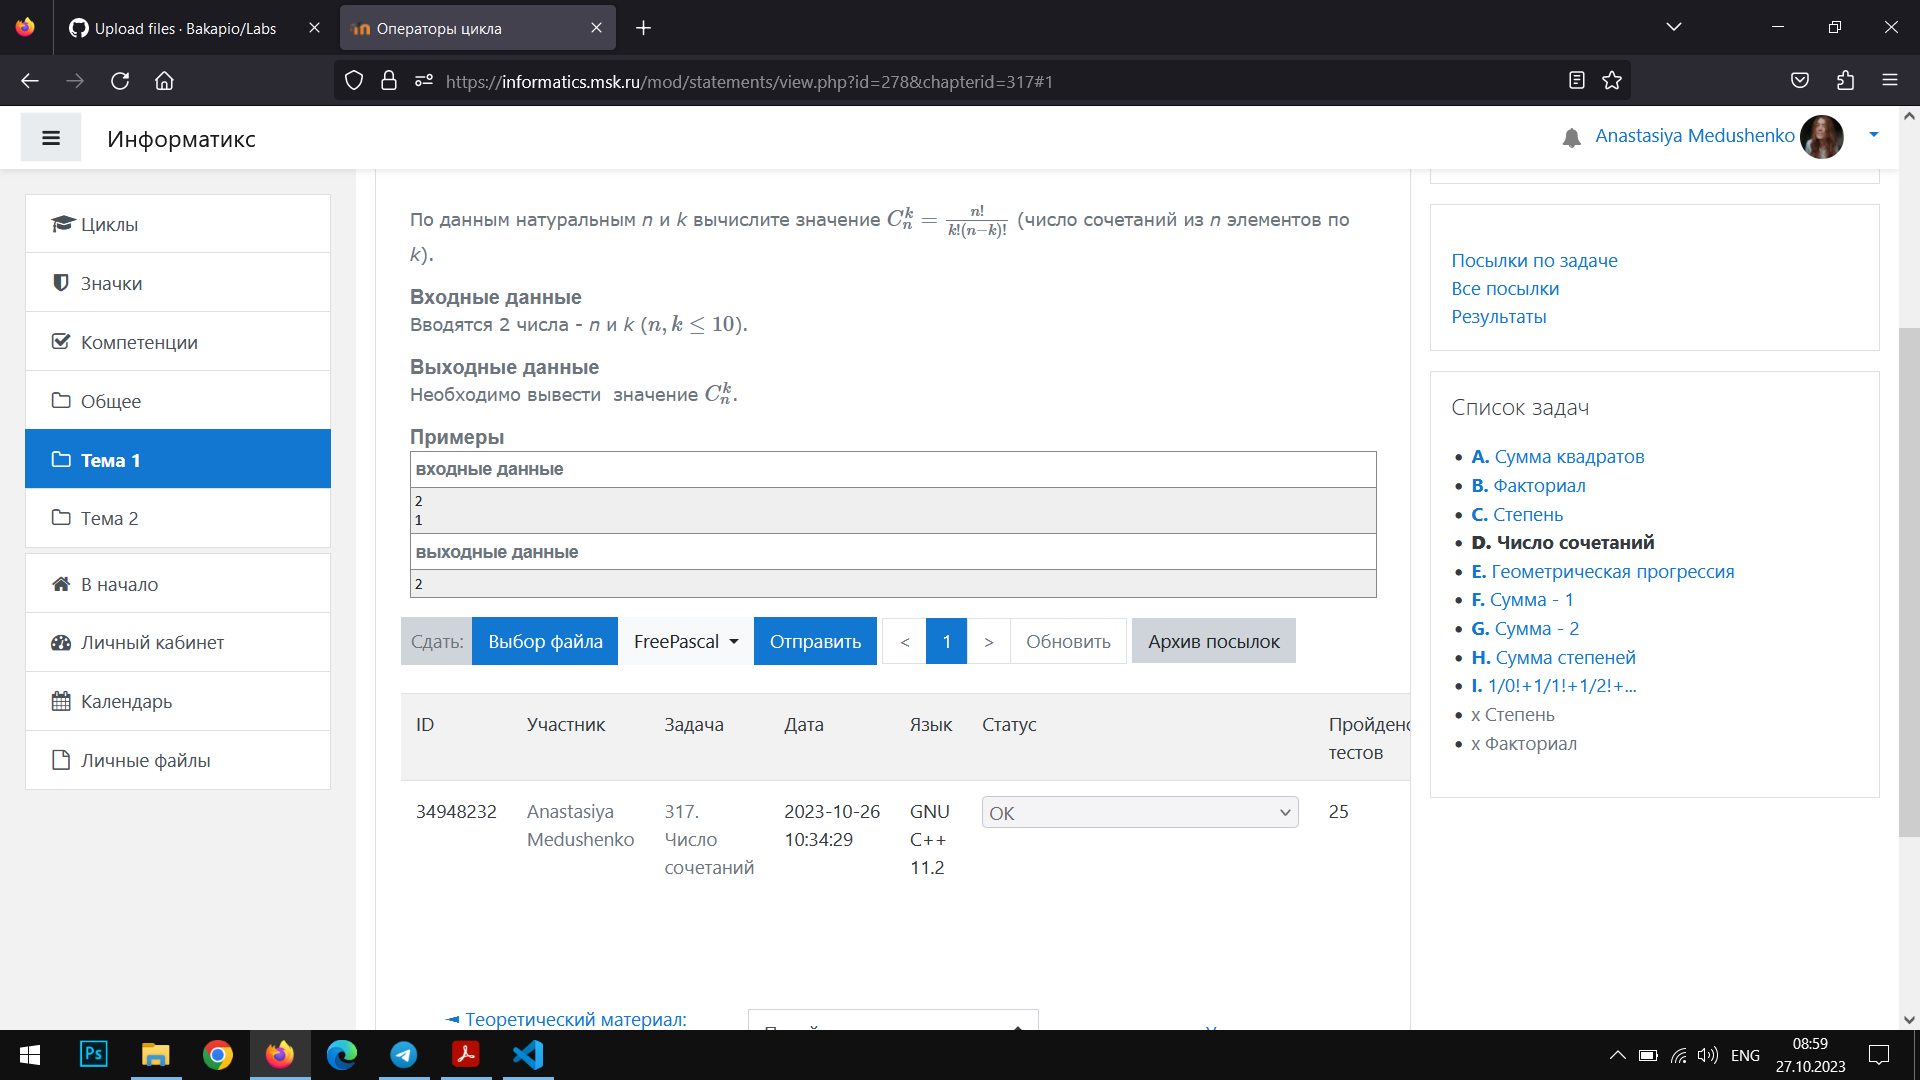 Upload files · Bakapio/Labs
Операторы цикла
https://informatics.msk.ru/mod/statements/view.php?id=278&chapterid=317#1
Информатикс
Anastasiya Medushenko
Циклы
Значки
Компетенции
Общее
Тема 1
Тема 2
В начало
Личный кабинет
Календарь
Личные файлы
По данным натуральным n и k вычислите значение C_n^k = n!/(k!(n−k)!) (число сочетаний из n элементов по
k).
Входные данные
Вводятся 2 числа - n и k (n, k ≤ 10).
Выходные данные
Необходимо вывести значение C_n^k.
Примеры
входные данные
2
1
выходные данные
2
Сдать: Выбор файла FreePascal Отправить < 1 > Обновить Архив посылок
ID Участник Задача Дата Язык Статус Пройдено
тестов
34948232 Anastasiya 317. 2023-10-26 GNU OK 25
Medushenko Число 10:34:29 C++
сочетаний 11.2
◄ Теоретический материал:
Посылки по задаче
Все посылки
Результаты
Список задач
A. Сумма квадратов
B. Факториал
C. Степень
D. Число сочетаний
E. Геометрическая прогрессия
F. Сумма - 1
G. Сумма - 2
H. Сумма степеней
I. 1/0!+1/1!+1/2!+...
x Степень
x Факториал
Ps
ENG
08:59
27.10.2023